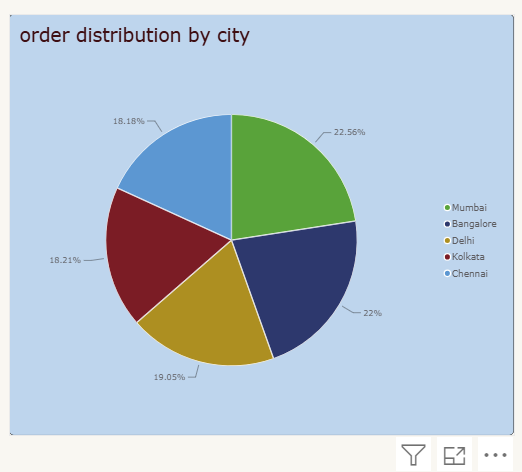 order distribution by city
18.18%
22.56%
Mumbai
Bangalore
Delhi
Kolkata
Chennai
18.21%
22%
19.05%